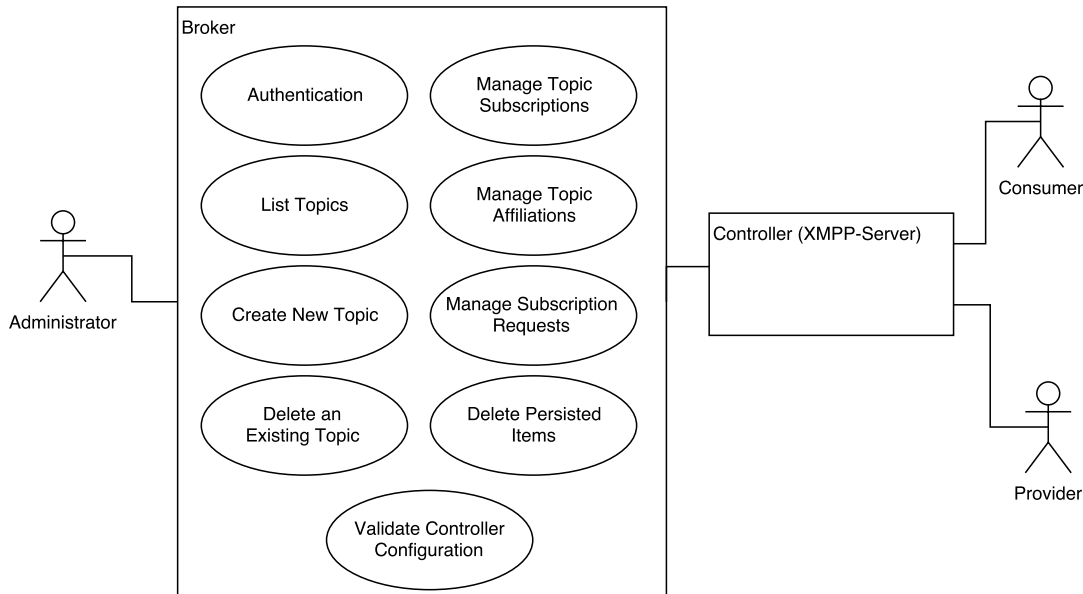 Broker
Authentication
Manage Topic
Subscriptions
List Topics
Manage Topic
Affiliations
Create New Topic
Manage Subscription
Requests
Delete an
Existing Topic
Delete Persisted
Items
Validate Controller
Configuration
Administrator
Controller (XMPP-Server)
Consumer
Provider